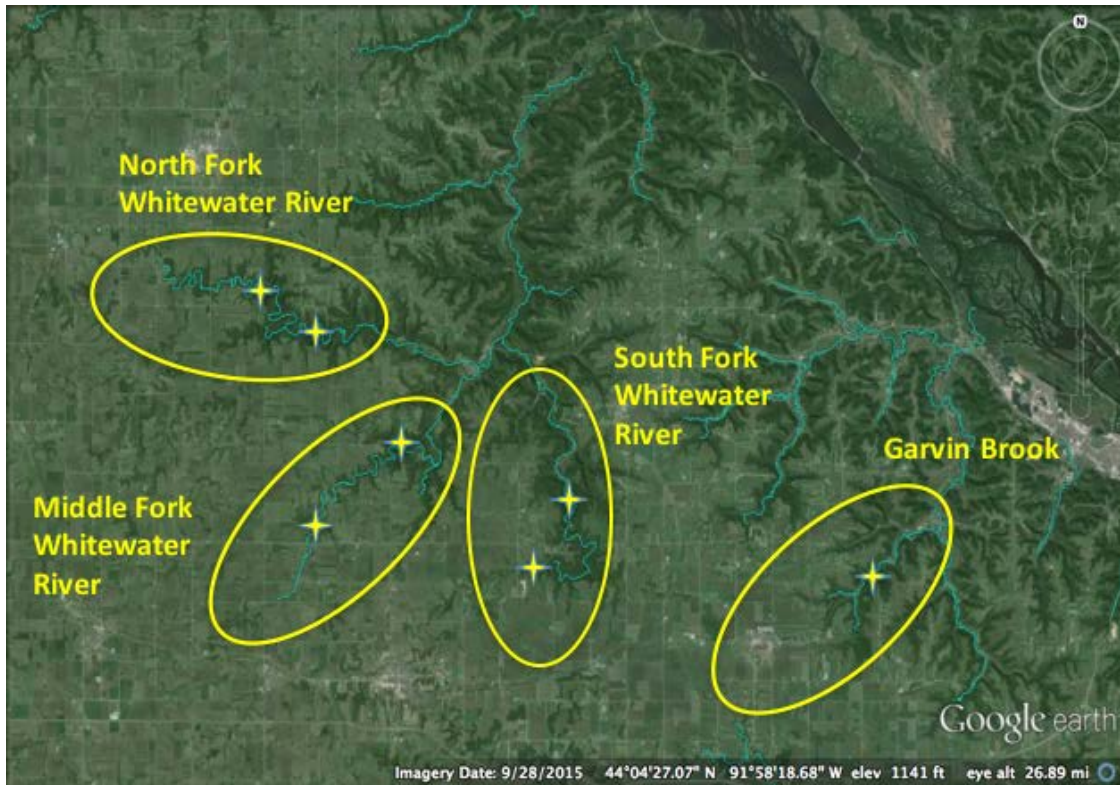 N
North Fork
Whitewater River
South Fork
Whitewater
River
Garvin Brook
Middle Fork
Whitewater
River
Google earth
Imagery Date: 9/28/2015 44°04'27.07" N 91°58'18.68" W elev 1141 ft eye alt 26.89 mi